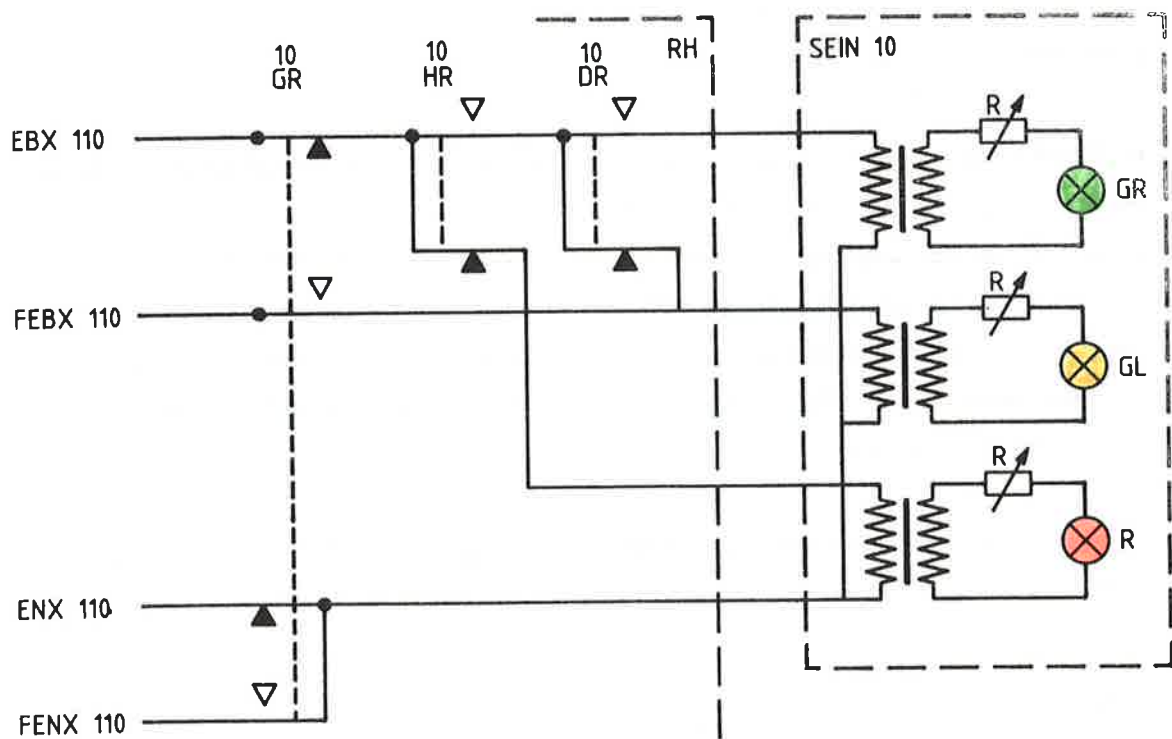 10
GR
10
HR
10
DR
RH
SEIN 10
EBX 110
R
GR
FEBX 110
R
GL
R
R
ENX 110
FENX 110